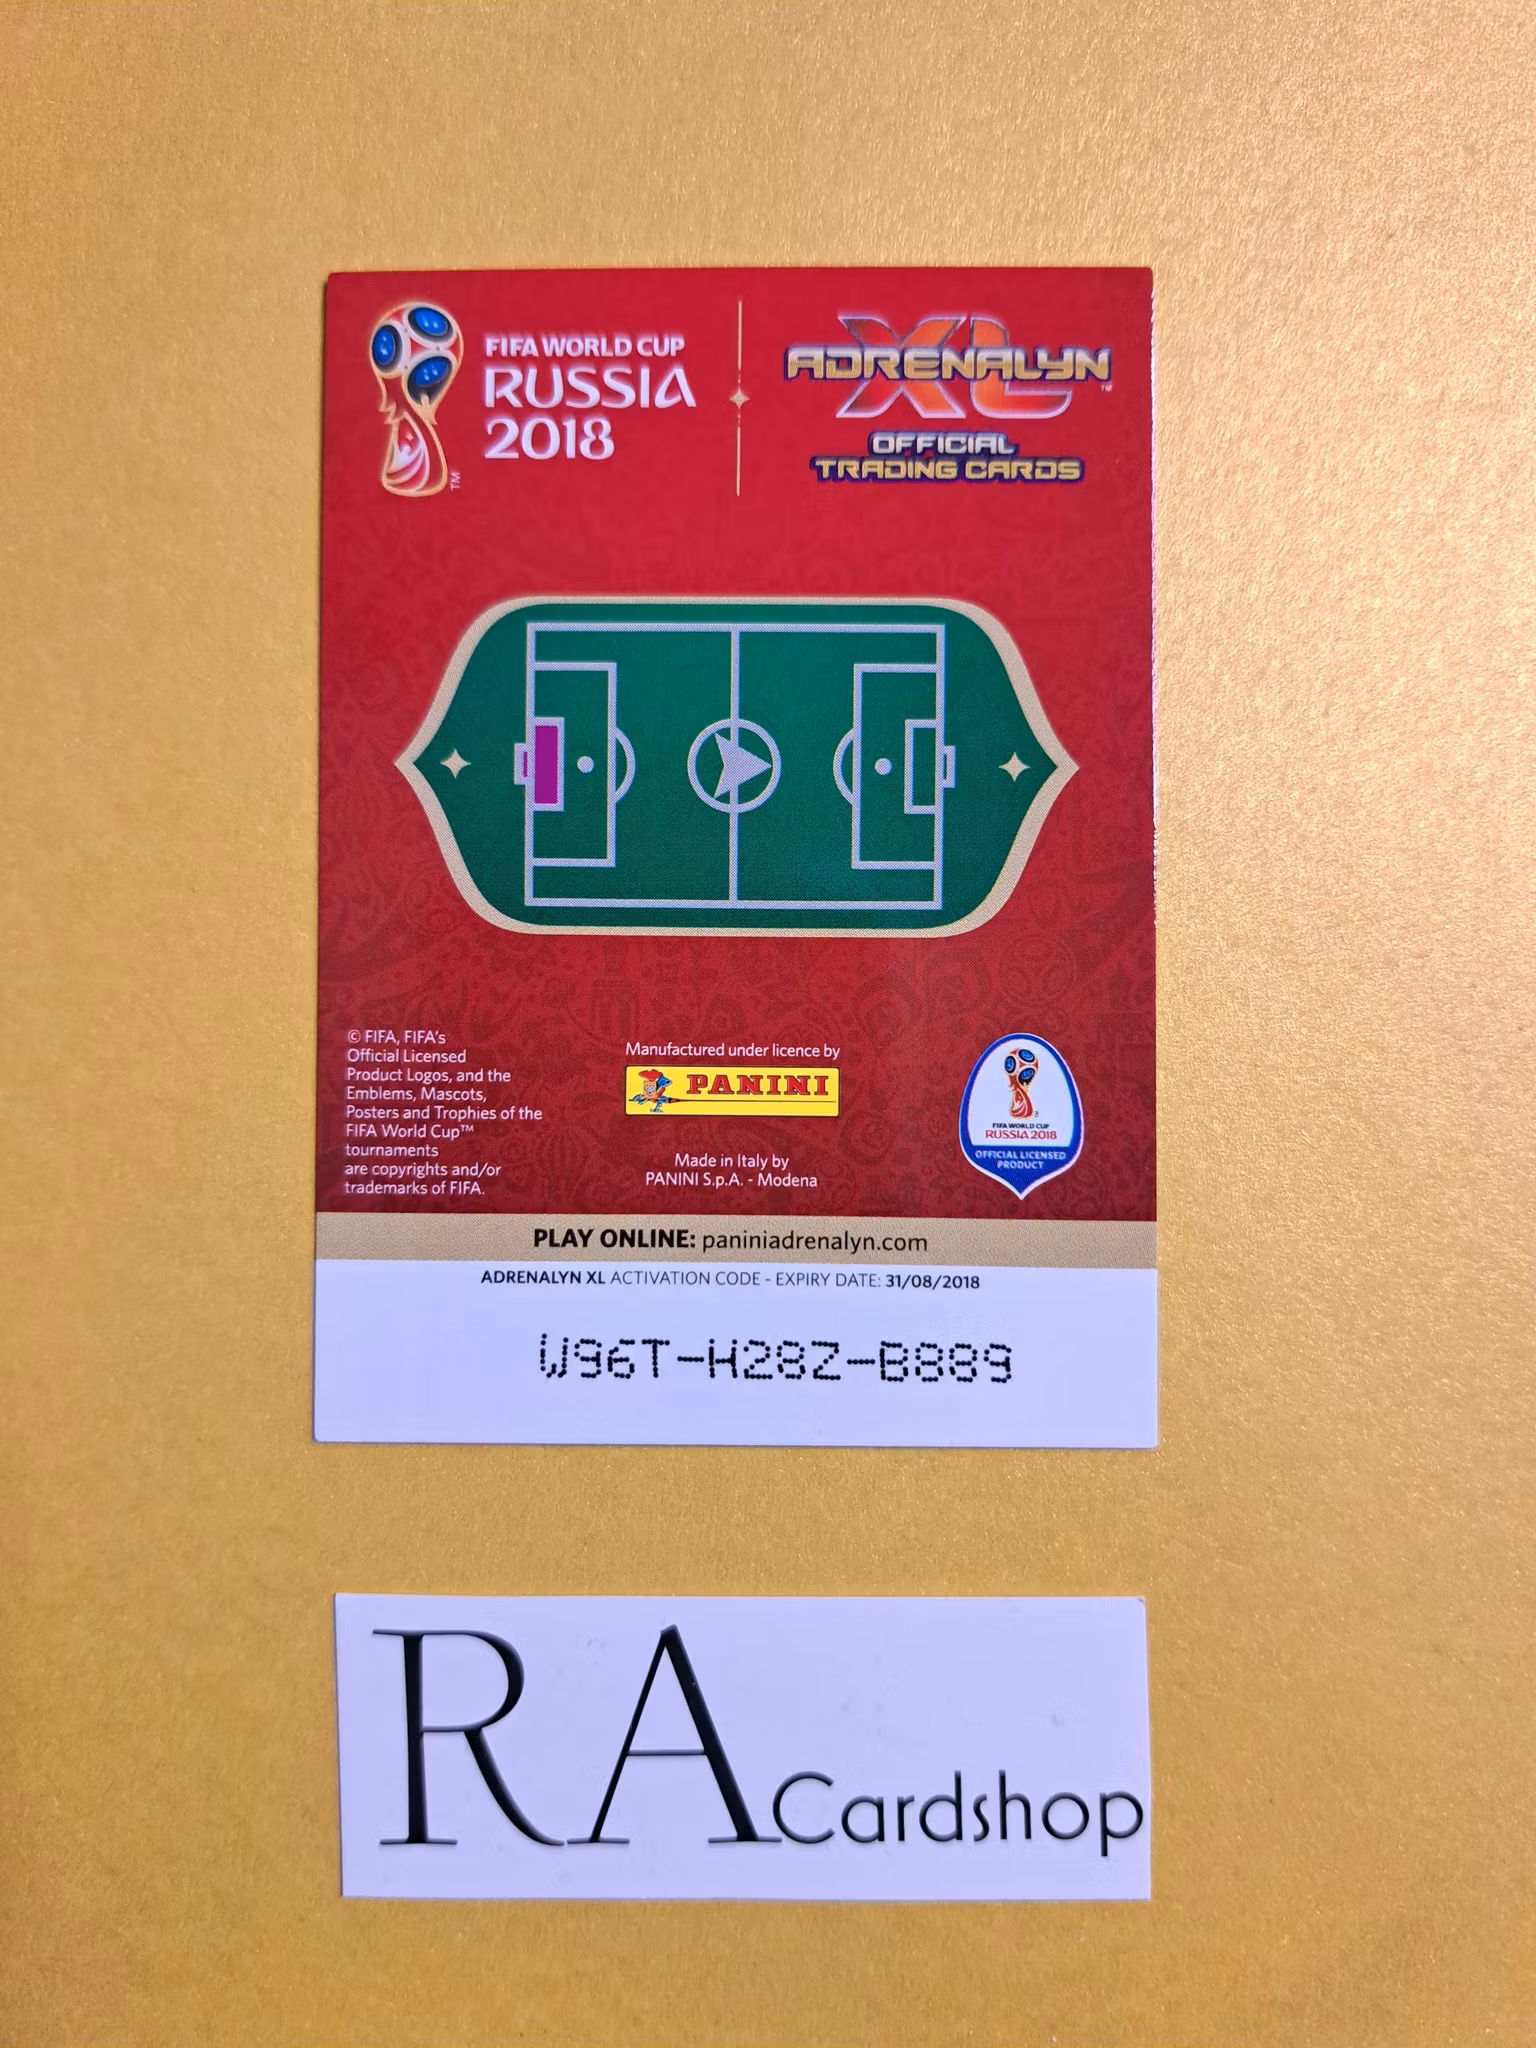 FIFA WORLD CUP
RUSSIA
2018
TM
ADRENALYN
XL
TM
OFFICIAL
TRADING CARDS
© FIFA, FIFA's
Official Licensed
Product Logos, and the
Emblems, Mascots,
Posters and Trophies of the
FIFA World Cup™
tournaments
are copyrights and/or
trademarks of FIFA.
Manufactured under licence by
PANINI
Made in Italy by
PANINI S.p.A. - Modena
FIFA WORLD CUP
RUSSIA 2018
OFFICIAL LICENSED
PRODUCT
PLAY ONLINE: paniniadrenalyn.com
ADRENALYN XL ACTIVATION CODE - EXPIRY DATE: 31/08/2018
W96T-H28Z-B889
RA Cardshop